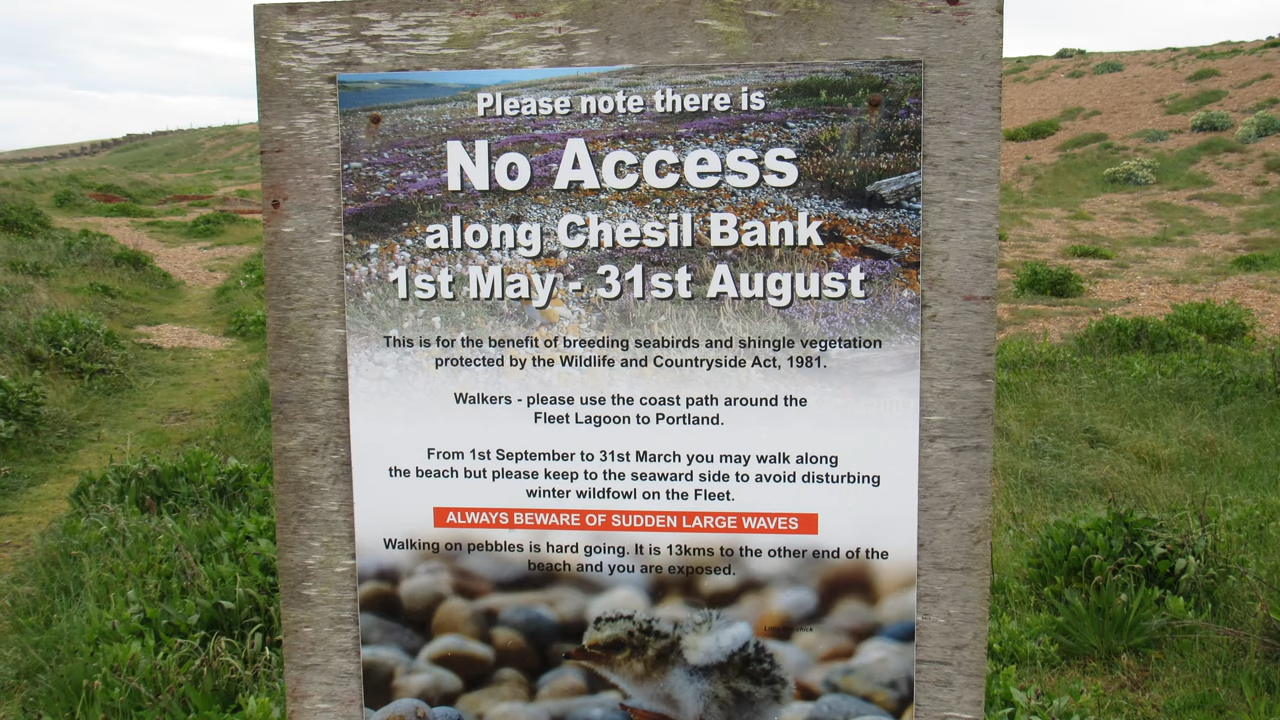 Please note there is
No Access
along Chesil Bank
1st May - 31st August
This is for the benefit of breeding seabirds and shingle vegetation
protected by the Wildlife and Countryside Act, 1981.
Walkers - please use the coast path around the
Fleet Lagoon to Portland.
From 1st September to 31st March you may walk along
the beach but please keep to the seaward side to avoid disturbing
winter wildfowl on the Fleet.
ALWAYS BEWARE OF SUDDEN LARGE WAVES
Walking on pebbles is hard going. It is 13kms to the other end of the
beach and you are exposed.
chick